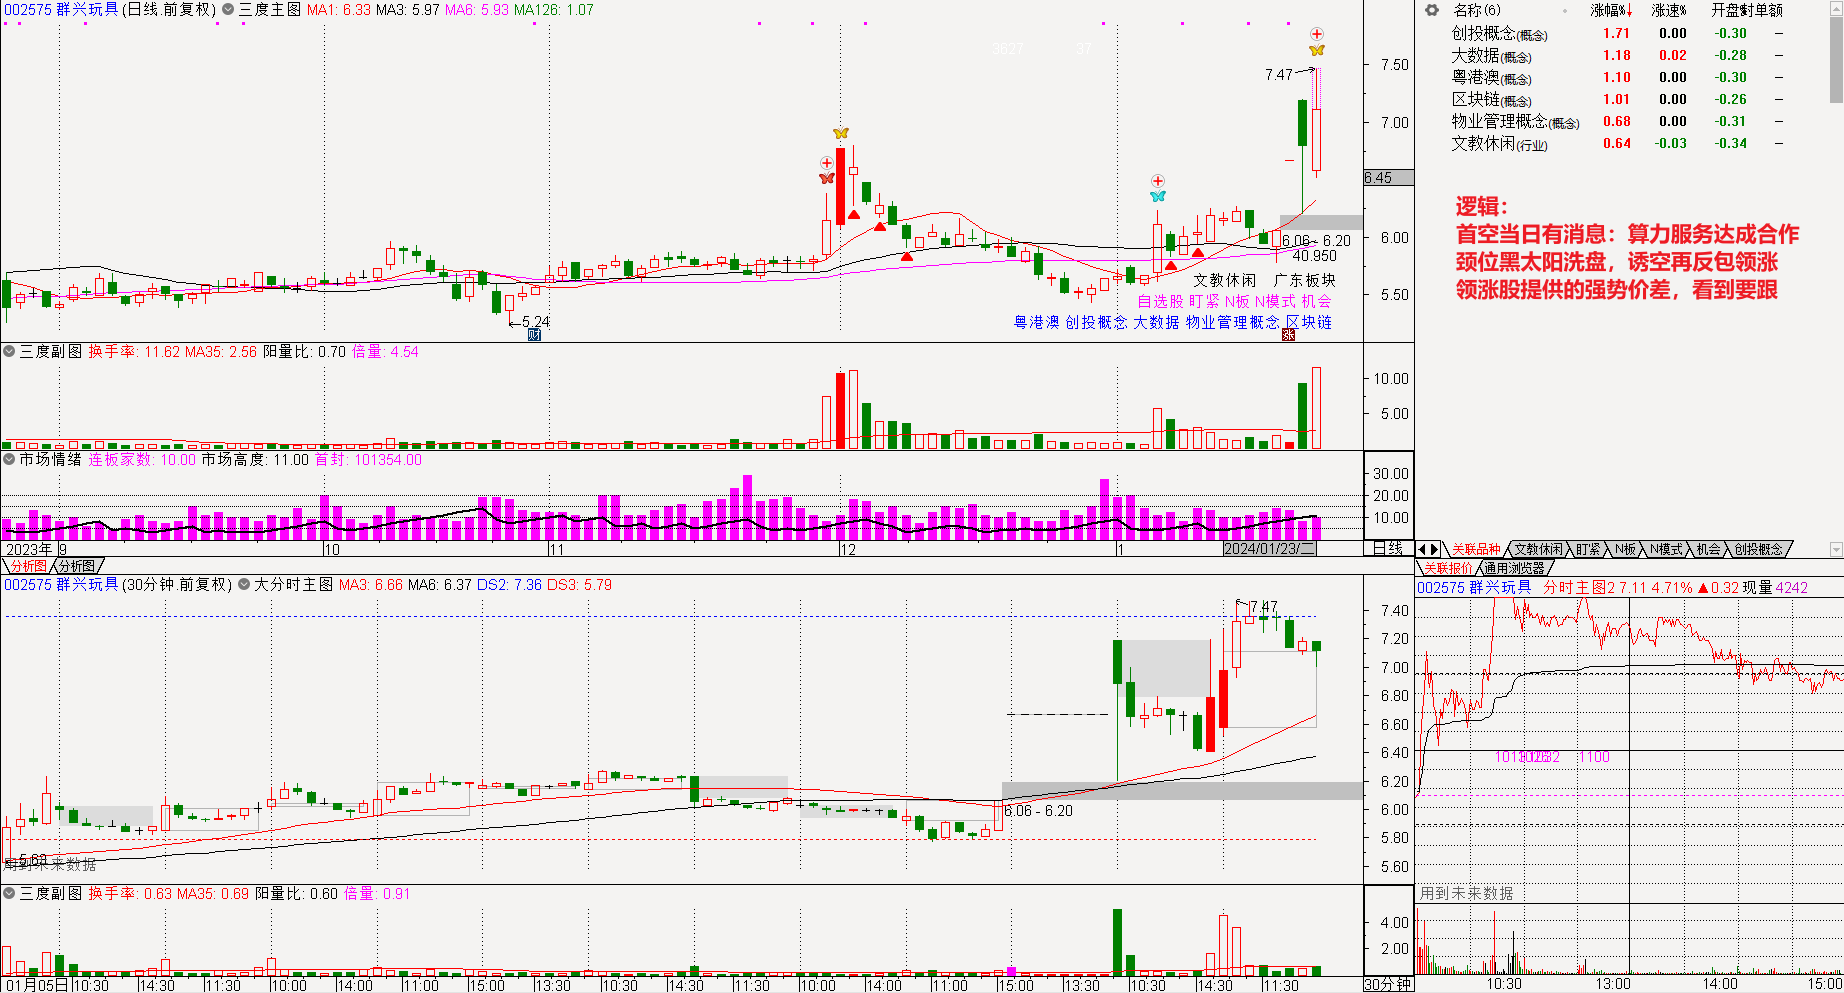 002575 群兴玩具(日线.前复权) 三度主图 MA1: 6.33 MA3: 5.97 MA6: 5.93 MA126: 1.07
3627 37
7.47
5.24
财
涨
6.06 - 6.20
40.950
文教休闲 广东板块
自选股 盯紧 N板 N模式 机会
粤港澳 创投概念 大数据 物业管理概念 区块链
7.50
7.00
6.45
6.00
5.50
三度副图 换手率: 11.62 MA35: 2.56 阳量比: 0.70 倍量: 4.54
10.00
5.00
市场情绪 连板家数: 10.00 市场高度: 11.00 首封: 101354.00
30.00
20.00
10.00
2023年 9 10 11 12 1 2024/01/23/二 日线
分析图 分析图
002575 群兴玩具(30分钟.前复权) 大分时主图 MA3: 6.66 MA6: 6.37 DS2: 7.36 DS3: 5.79
7.47
6.06 - 6.20
5.60
用到未来数据
7.40
7.20
7.00
6.80
6.60
6.40
6.20
6.00
5.80
5.60
三度副图 换手率: 0.63 MA35: 0.69 阳量比: 0.60 倍量: 0.91
4.00
2.00
01月05日 10:30 14:30 11:30 10:00 14:00 11:00 15:00 13:30 10:30 14:30 11:30 10:00 14:00 11:00 15:00 13:30 10:30 14:30 11:30 30分钟
名称(6) 涨幅%↓ 涨速% 开盘% 封单额
创投概念(概念) 1.71 0.00 -0.30 –
大数据(概念) 1.18 0.02 -0.28 –
粤港澳(概念) 1.10 0.00 -0.30 –
区块链(概念) 1.01 0.00 -0.26 –
物业管理概念(概念) 0.68 0.00 -0.31 –
文教休闲(行业) 0.64 -0.03 -0.34 –
逻辑：
首空当日有消息：算力服务达成合作
颈位黑太阳洗盘，诱空再反包领涨
领涨股提供的强势价差，看到要跟
关联品种 文教休闲 盯紧 N板 N模式 机会 创投概念
关联报价 通用浏览器
002575 群兴玩具 分时主图2 7.11 4.71% ▲0.32 现量 4242
1100
用到未来数据
10:30 13:00 14:00 15:00